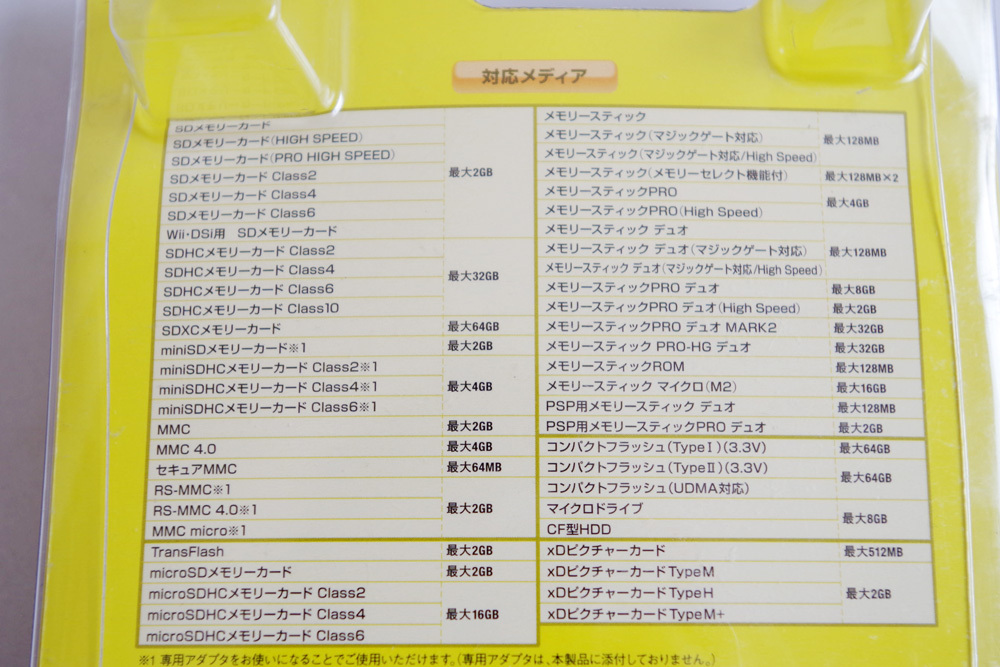 対応メディア
SDメモリーカード
SDメモリーカード(HIGH SPEED)
SDメモリーカード(PRO HIGH SPEED)
SDメモリーカード Class2
SDメモリーカード Class4
SDメモリーカード Class6
Wii・DSi用 SDメモリーカード
最大2GB
SDHCメモリーカード Class2
SDHCメモリーカード Class4
SDHCメモリーカード Class6
SDHCメモリーカード Class10
最大32GB
SDXCメモリーカード 最大64GB
miniSDメモリーカード※1 最大2GB
miniSDHCメモリーカード Class2※1
miniSDHCメモリーカード Class4※1
miniSDHCメモリーカード Class6※1
最大4GB
MMC 最大2GB
MMC 4.0 最大4GB
セキュアMMC 最大64MB
RS-MMC※1
RS-MMC 4.0※1
MMC micro※1
最大2GB
TransFlash 最大2GB
microSDメモリーカード 最大2GB
microSDHCメモリーカード Class2
microSDHCメモリーカード Class4
microSDHCメモリーカード Class6
最大16GB
メモリースティック
メモリースティック(マジックゲート対応)
メモリースティック(マジックゲート対応/High Speed)
最大128MB
メモリースティック(メモリーセレクト機能付) 最大128MB×2
メモリースティックPRO
メモリースティックPRO(High Speed)
最大4GB
メモリースティック デュオ
メモリースティック デュオ(マジックゲート対応)
メモリースティック デュオ(マジックゲート対応/High Speed)
最大128MB
メモリースティックPRO デュオ 最大8GB
メモリースティックPRO デュオ(High Speed) 最大2GB
メモリースティックPRO デュオ MARK2 最大32GB
メモリースティック PRO-HG デュオ 最大32GB
メモリースティックROM 最大128MB
メモリースティック マイクロ(M2) 最大16GB
PSP用メモリースティック デュオ 最大128MB
PSP用メモリースティックPRO デュオ 最大2GB
コンパクトフラッシュ(TypeⅠ)(3.3V) 最大64GB
コンパクトフラッシュ(TypeⅡ)(3.3V)
コンパクトフラッシュ(UDMA対応)
最大64GB
マイクロドライブ
CF型HDD
最大8GB
xDピクチャーカード 最大512MB
xDピクチャーカード TypeM
xDピクチャーカード TypeH
xDピクチャーカード TypeM+
最大2GB
※1 専用アダプタをお使いになることでご使用いただけます。(専用アダプタは、本製品に添付しておりません。)